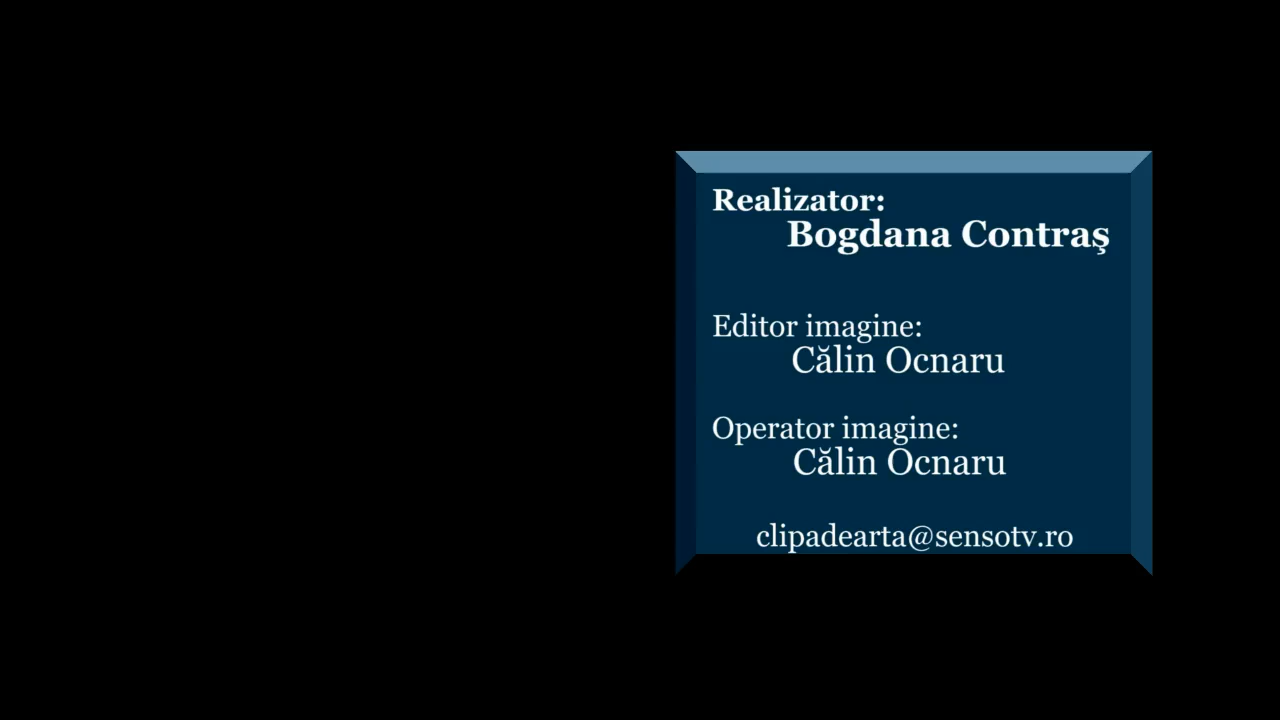 Realizator:
Bogdana Contraş
Editor imagine:
Călin Ocnaru
Operator imagine:
Călin Ocnaru
clipadearta@sensotv.ro